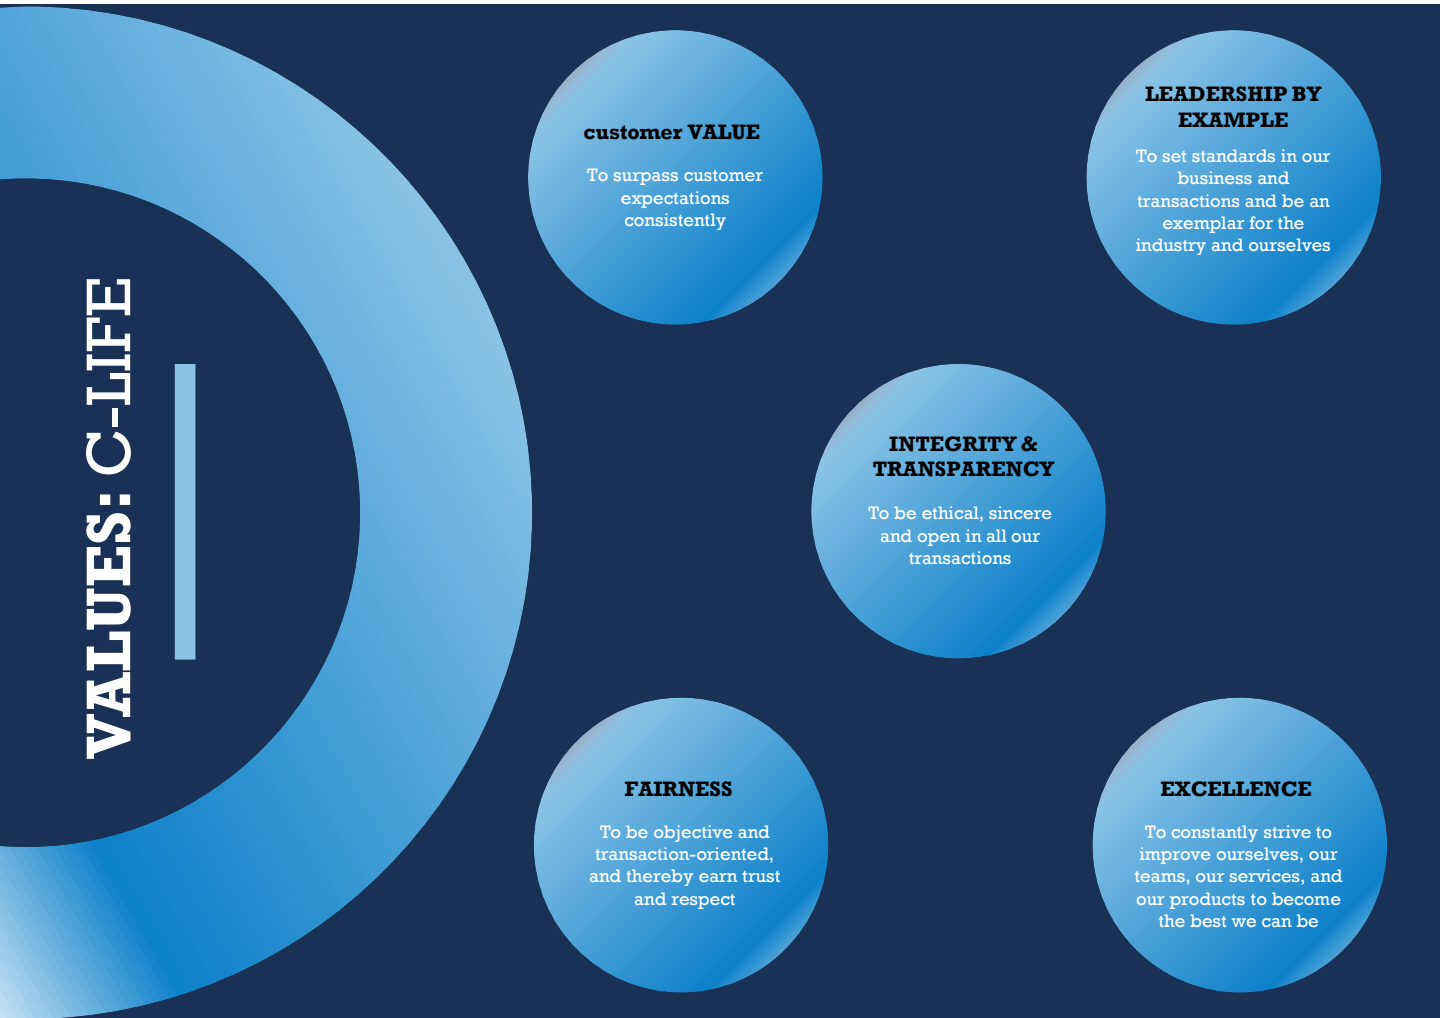 VALUES: C-LIFE
customer VALUE
To surpass customer
expectations
consistently
LEADERSHIP BY
EXAMPLE
To set standards in our
business and
transactions and be an
exemplar for the
industry and ourselves
INTEGRITY &
TRANSPARENCY
To be ethical, sincere
and open in all our
transactions
FAIRNESS
To be objective and
transaction-oriented,
and thereby earn trust
and respect
EXCELLENCE
To constantly strive to
improve ourselves, our
teams, our services, and
our products to become
the best we can be